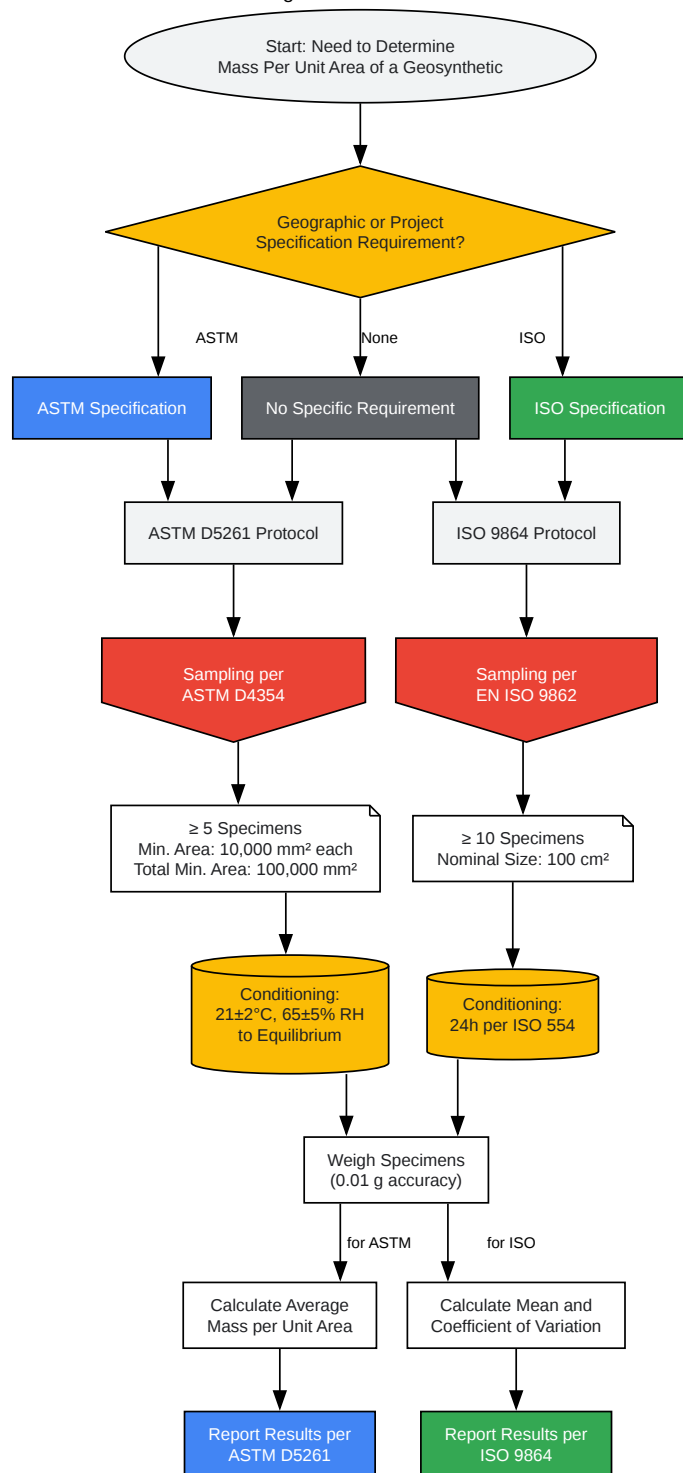 Start: Need to Determine
Mass Per Unit Area of a Geosynthetic
Geographic or Project
Specification Requirement?
ASTM
None
ISO
ASTM Specification
No Specific Requirement
ISO Specification
ASTM D5261 Protocol
ISO 9864 Protocol
Sampling per
ASTM D4354
Sampling per
EN ISO 9862
≥ 5 Specimens
Min. Area: 10,000 mm² each
Total Min. Area: 100,000 mm²
≥ 10 Specimens
Nominal Size: 100 cm²
Conditioning:
21±2°C, 65±5% RH
to Equilibrium
Conditioning:
24h per ISO 554
Weigh Specimens
(0.01 g accuracy)
for ASTM
for ISO
Calculate Average
Mass per Unit Area
Calculate Mean and
Coefficient of Variation
Report Results per
ASTM D5261
Report Results per
ISO 9864